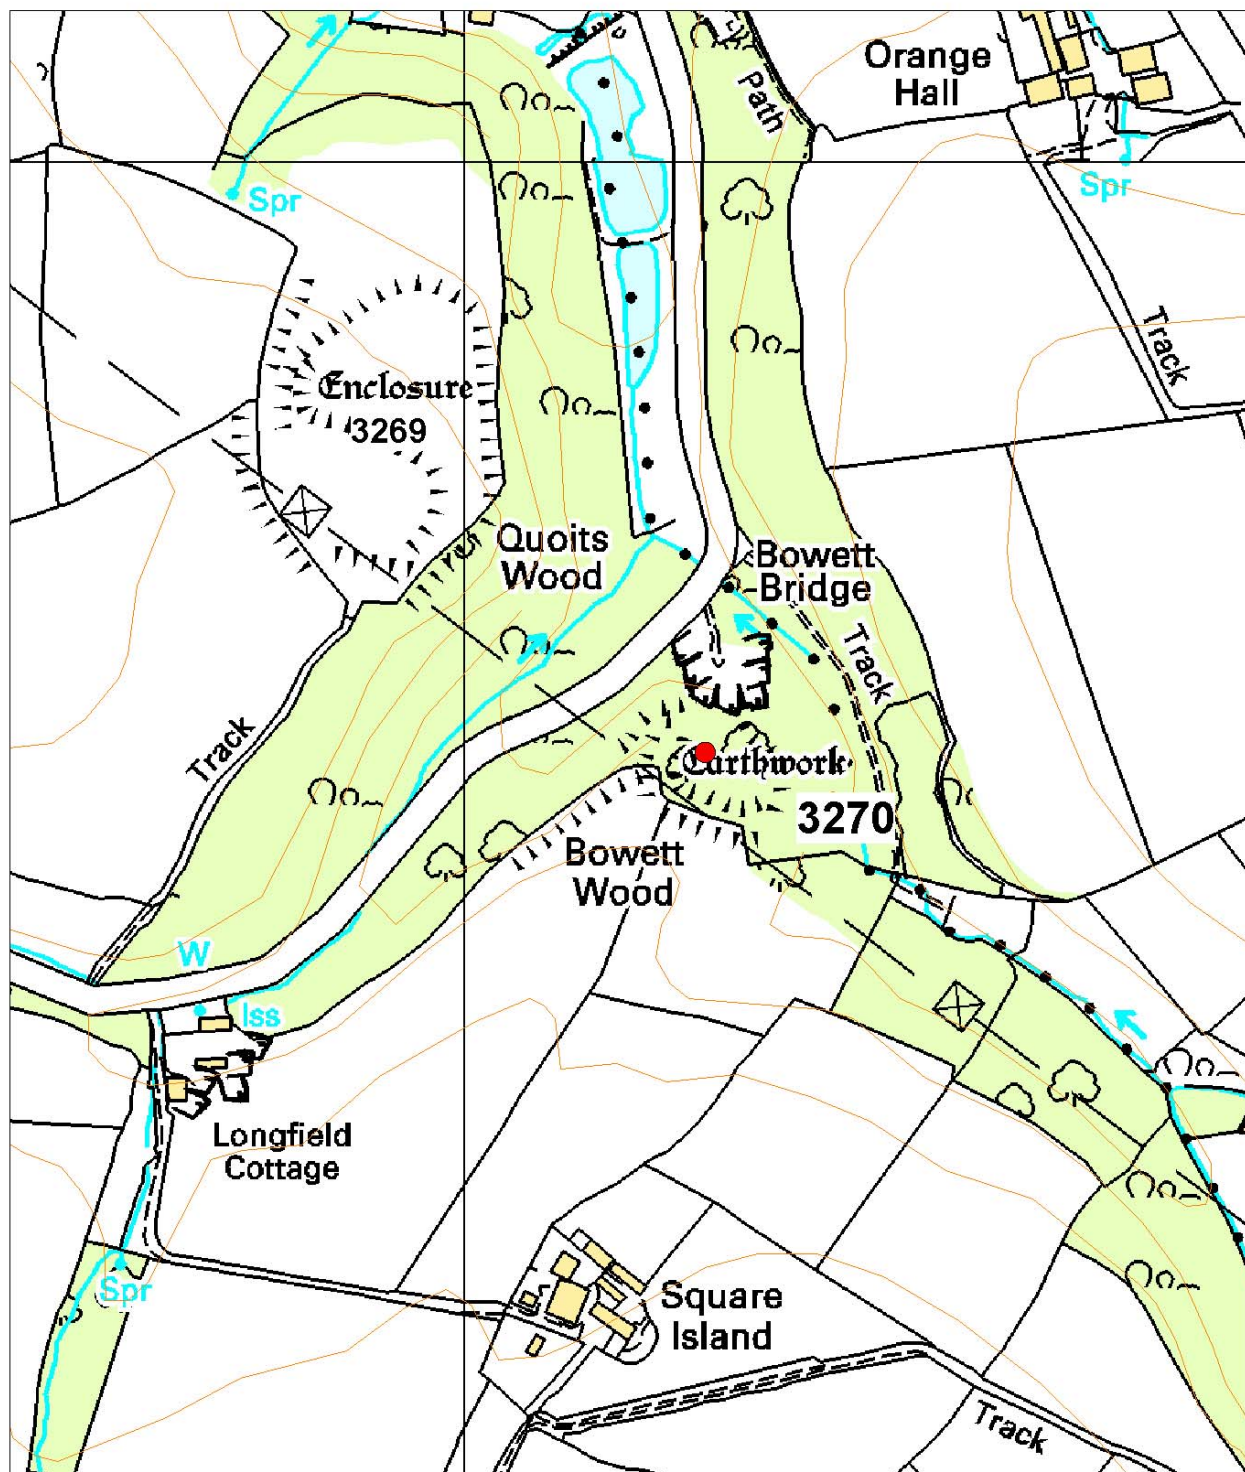 Orange
Hall
Path
Spr
Spr
Track
Enclosure
3269
Quoits
Wood
Bowett
Bridge
Track
Track
Earthwork
3270
Bowett
Wood
W
Iss
Longfield
Cottage
Spr
Square
Island
Track